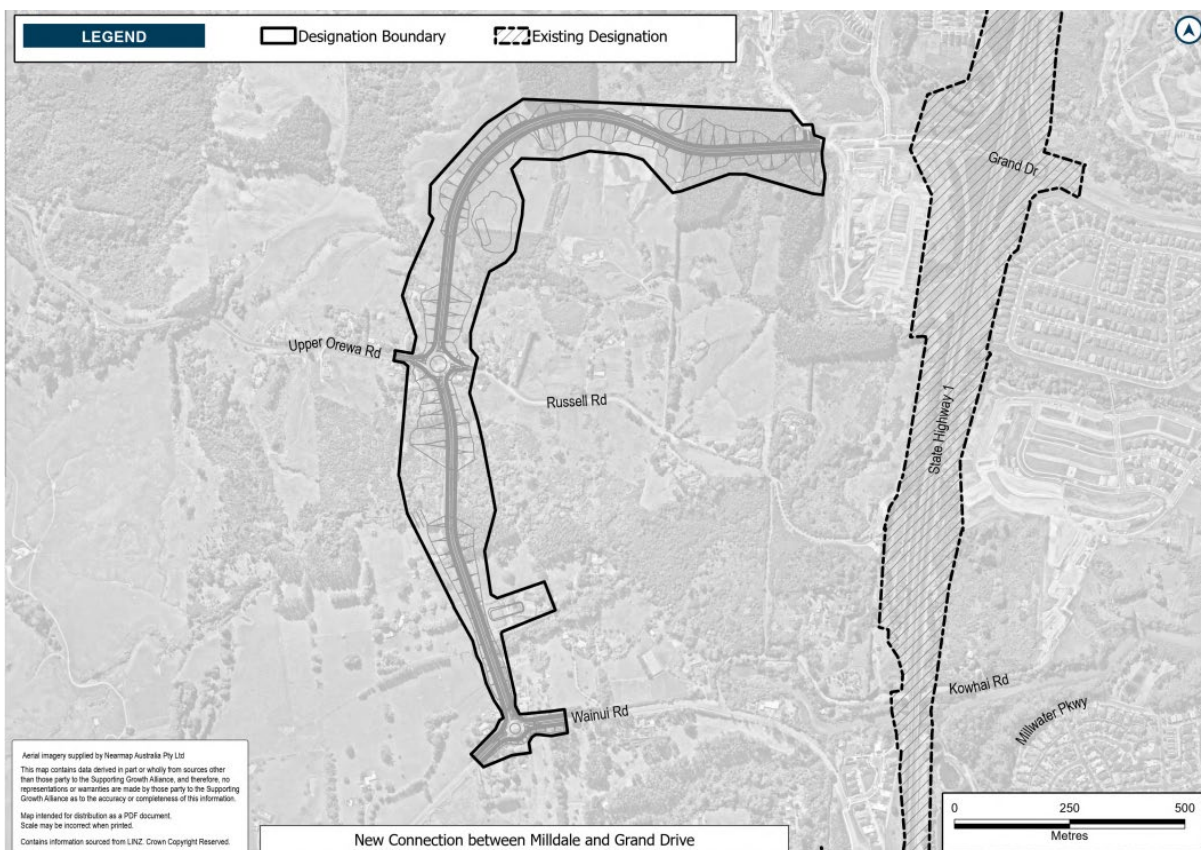 LEGEND
Designation Boundary
Existing Designation
Grand Dr
Upper Orewa Rd
Russell Rd
State Highway 1
Kowhai Rd
Wainui Rd
Millwater Pkwy
Aerial imagery supplied by Nearmap Australia Pty Ltd
This map contains data derived in part or wholly from sources other
than those party to the Supporting Growth Alliance, and therefore, no
representations or warranties are made by those party to the Supporting
Growth Alliance as to the accuracy or completeness of this information.
Map intended for distribution as a PDF document.
Scale may be incorrect when printed.
Contains information sourced from LINZ. Crown Copyright Reserved.
New Connection between Milldale and Grand Drive
0 250 500
Metres